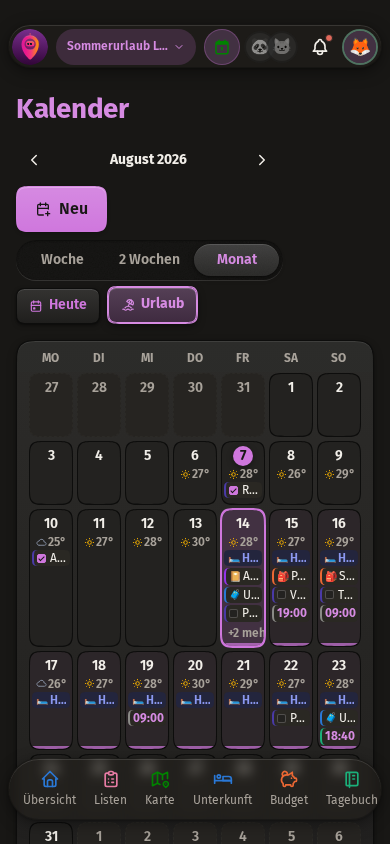 Sommerurlaub L...
Kalender
August 2026
Neu
Woche 2 Wochen Monat
Heute Urlaub
MO DI MI DO FR SA SO
27 28 29 30 31 1 2
3 4 5 6 7 8 9
27° 28° 26° 29°
R...
10 11 12 13 14 15 16
25° 27° 28° 30° 28° 27° 29°
H... H... H...
A... A... P... S...
U... V... T...
P... 19:00 09:00
+2 meh
17 18 19 20 21 22 23
26° 27° 28° 30° 29° 27° 28°
H... H... H... H... H... H... H...
09:00 P... U...
18:40
Übersicht Listen Karte Unterkunft Budget Tagebuch
31 1 2 3 4 5 6